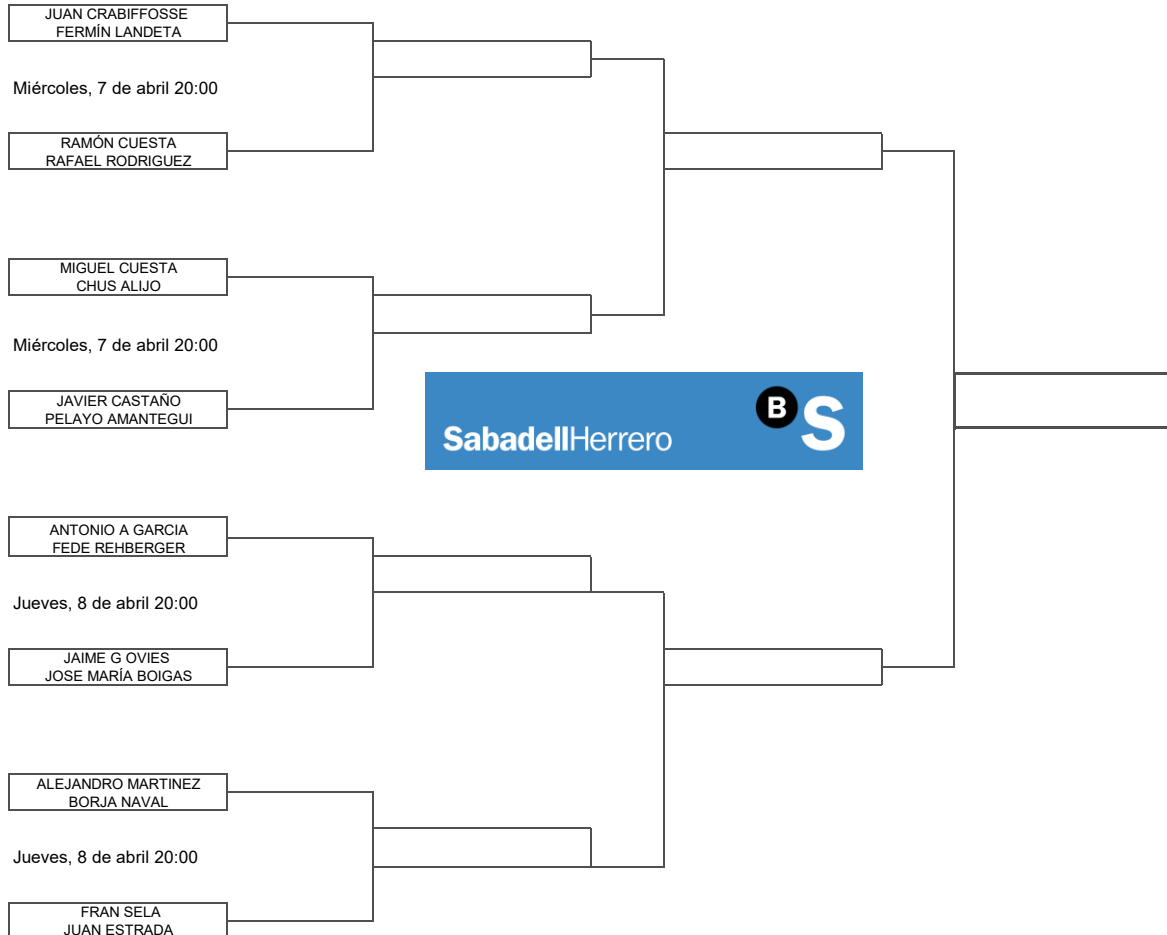 JUAN CRABIFFOSSE
FERMÍN LANDETA
Miércoles, 7 de abril 20:00
RAMÓN CUESTA
RAFAEL RODRIGUEZ
MIGUEL CUESTA
CHUS ALIJO
Miércoles, 7 de abril 20:00
JAVIER CASTAÑO
PELAYO AMANTEGUI
SabadellHerrero
B S
ANTONIO A GARCIA
FEDE REHBERGER
Jueves, 8 de abril 20:00
JAIME G OVIES
JOSE MARÍA BOIGAS
ALEJANDRO MARTINEZ
BORJA NAVAL
Jueves, 8 de abril 20:00
FRAN SELA
JUAN ESTRADA